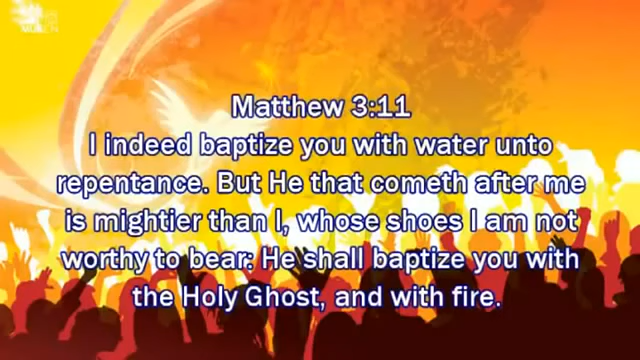 Matthew 3:11
I indeed baptize you with water unto
repentance. But He that cometh after me
is mightier than I, whose shoes I am not
worthy to bear: He shall baptize you with
the Holy Ghost, and with fire.